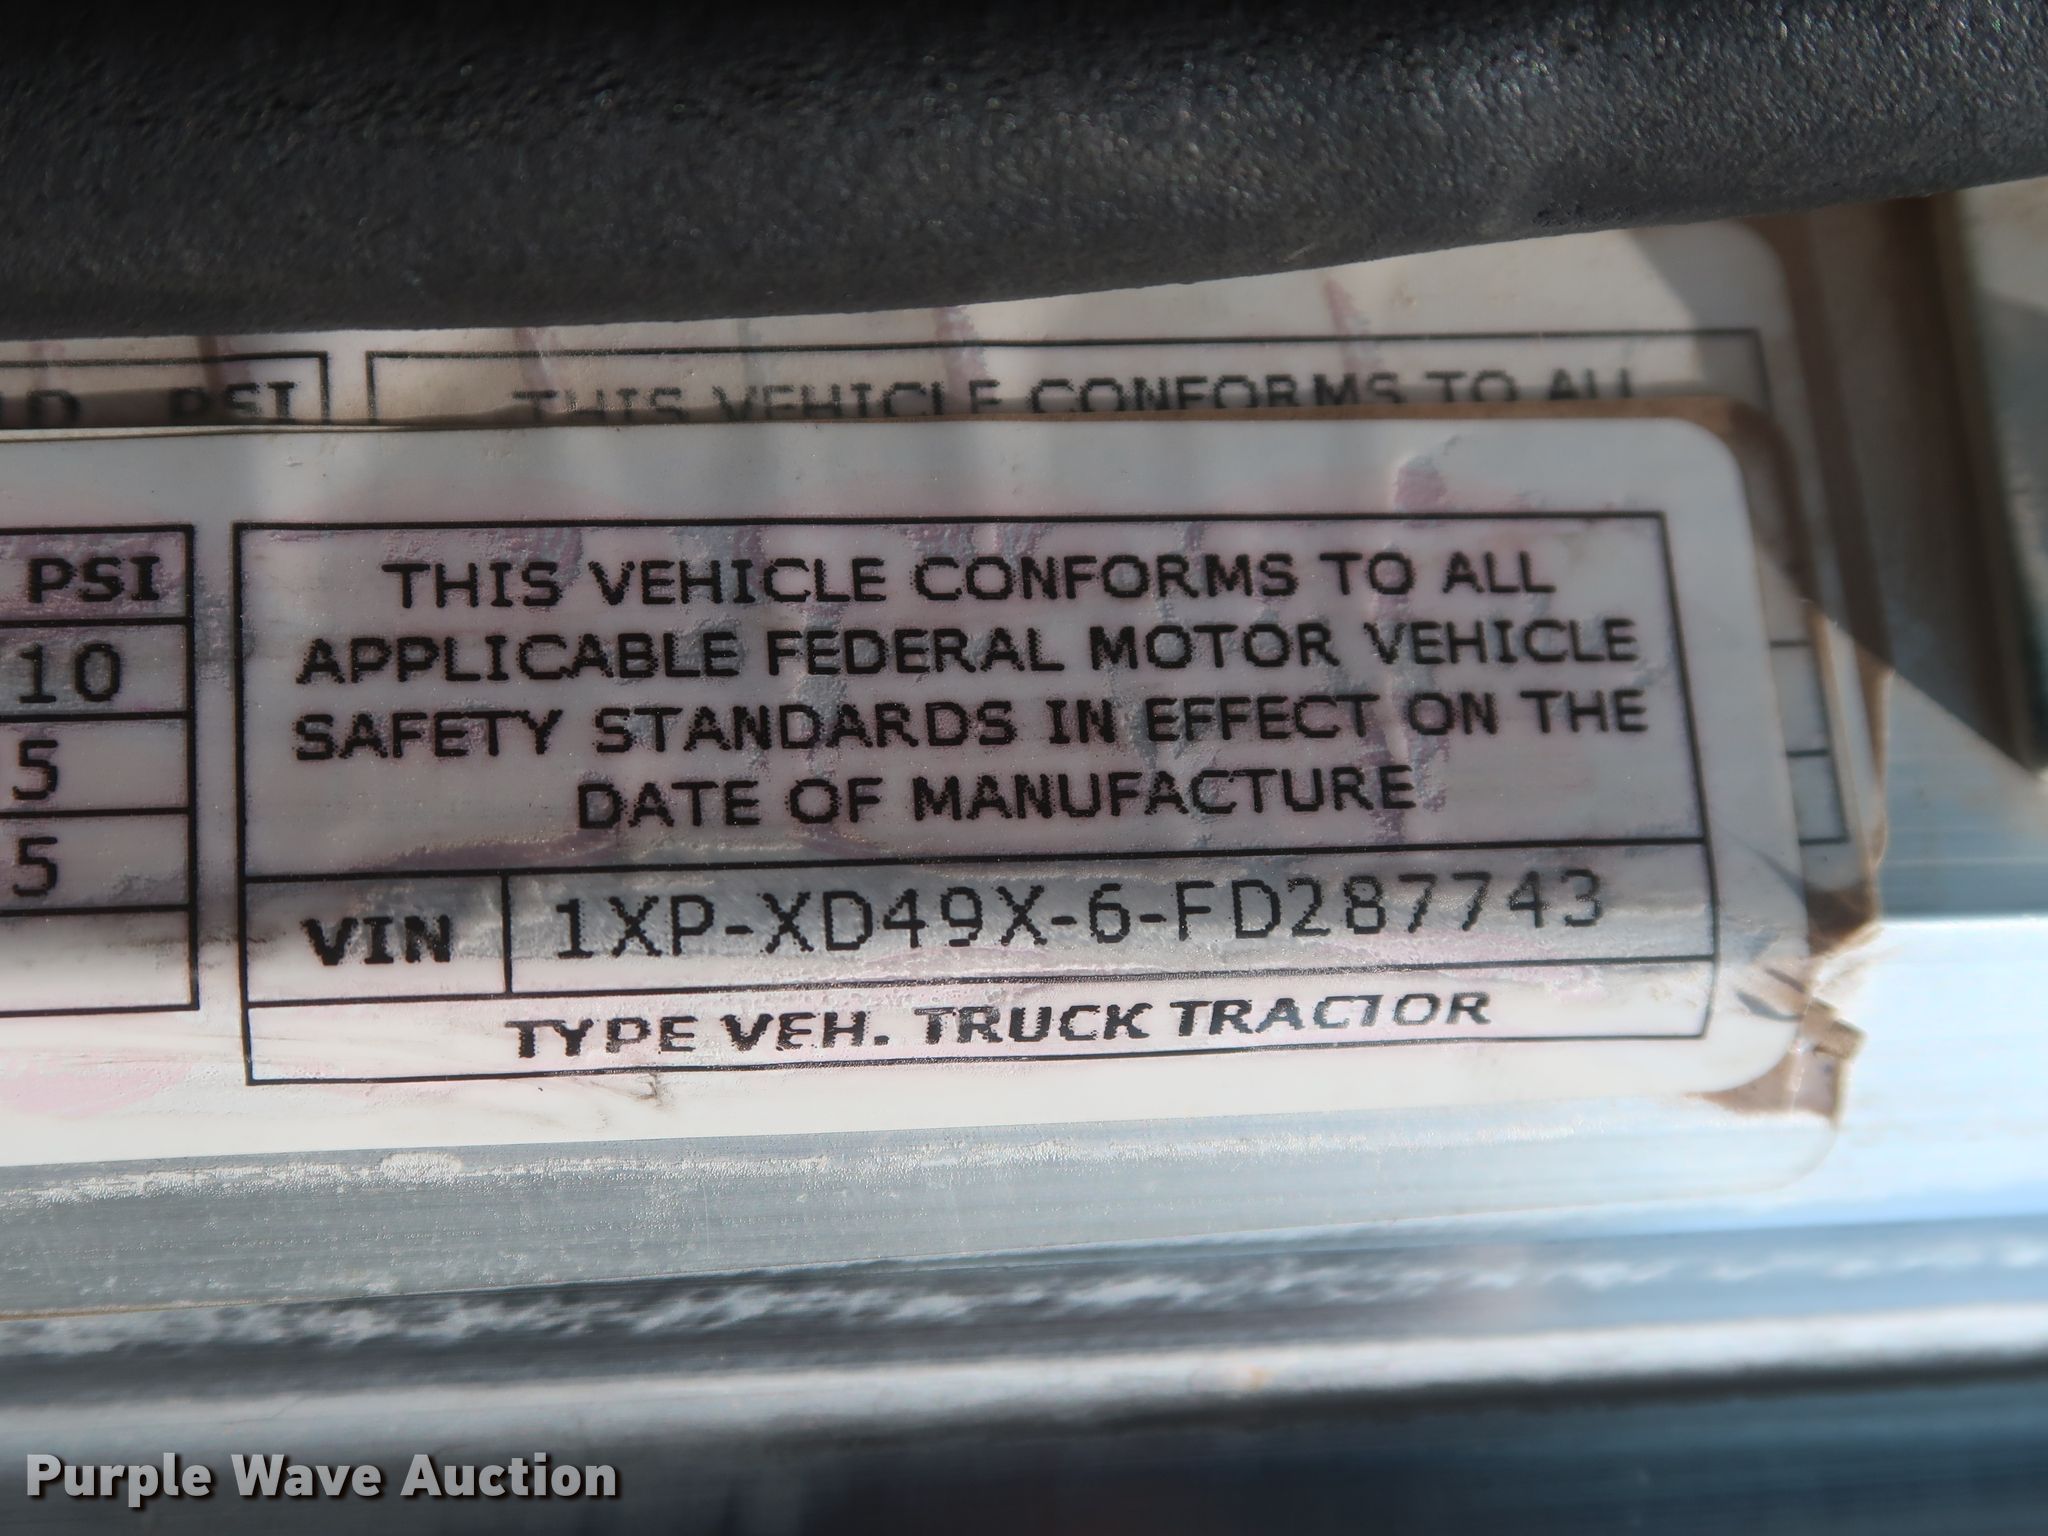 PSI
THIS VEHICLE CONFORMS TO ALL
PSI
10
5
5
THIS VEHICLE CONFORMS TO ALL
APPLICABLE FEDERAL MOTOR VEHICLE
SAFETY STANDARDS IN EFFECT ON THE
DATE OF MANUFACTURE
VIN 1XP-XD49X-6-FD287743
TYPE VEH. TRUCK TRACTOR
Purple Wave Auction